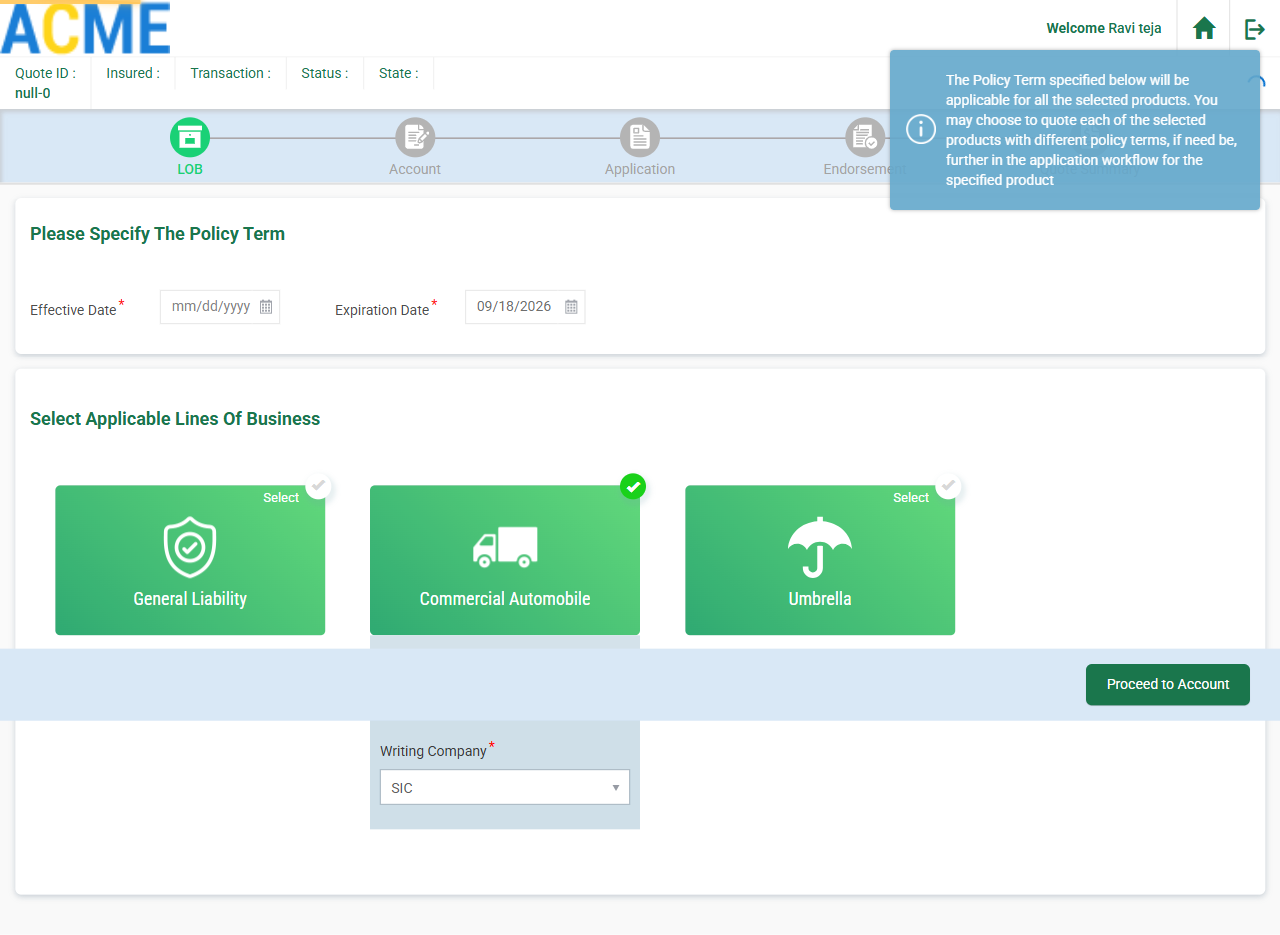 ACME
Welcome Ravi teja
Quote ID :
null-0
Insured :
Transaction :
Status :
State :
The Policy Term specified below will be
applicable for all the selected products. You
may choose to quote each of the selected
products with different policy terms, if need be,
further in the application workflow for the
specified product
LOB
Account
Application
Endorsement
Quote Summary
Please Specify The Policy Term
Effective Date*
mm/dd/yyyy
Expiration Date*
09/18/2026
Select Applicable Lines Of Business
Select
General Liability
Commercial Automobile
Select
Umbrella
Proceed to Account
Writing Company*
SIC